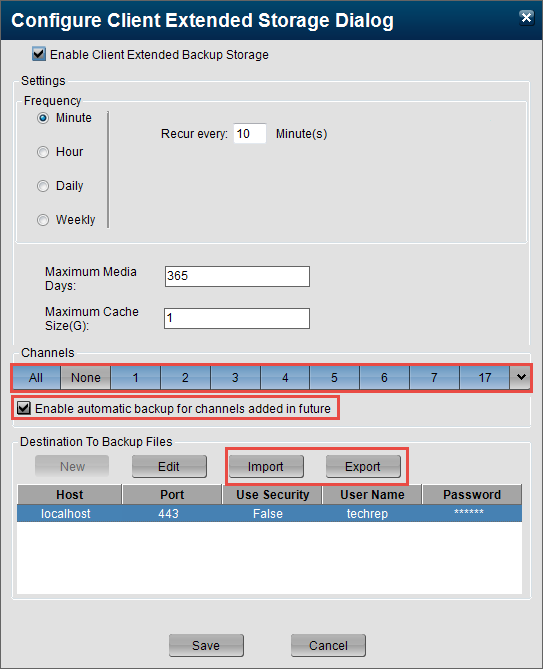 Configure Client Extended Storage Dialog
Enable Client Extended Backup Storage
Settings
Frequency
Minute
Recur every: 10 Minute(s)
Hour
Daily
Weekly
Maximum Media
Days:
365
Maximum Cache
Size(G):
1
Channels
All None 1 2 3 4 5 6 7 17
Enable automatic backup for channels added in future
Destination To Backup Files
New Edit Import Export
Host Port Use Security User Name Password
localhost 443 False techrep ******
Save Cancel